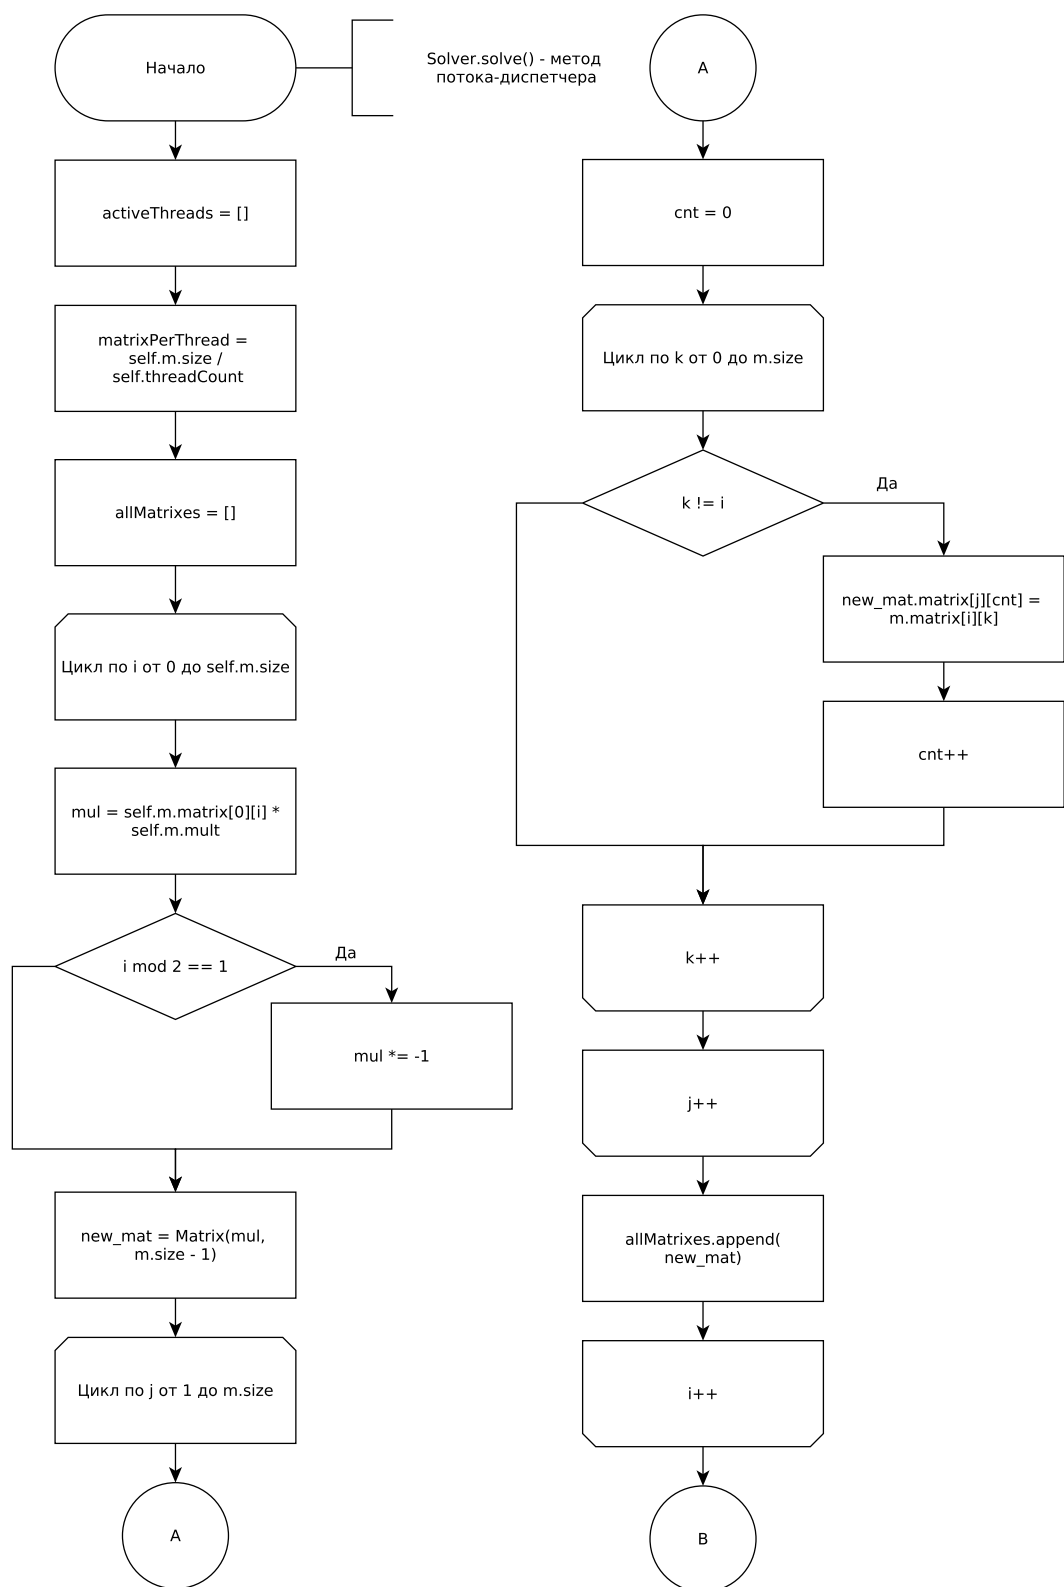 Начало
Solver.solve() - метод
потока-диспетчера
activeThreads = []
matrixPerThread =
self.m.size /
self.threadCount
allMatrixes = []
Цикл по i от 0 до self.m.size
mul = self.m.matrix[0][i] *
self.m.mult
i mod 2 == 1
Да
mul *= -1
new_mat = Matrix(mul,
m.size - 1)
Цикл по j от 1 до m.size
A
A
cnt = 0
Цикл по k от 0 до m.size
k != i
Да
new_mat.matrix[j][cnt] =
m.matrix[i][k]
cnt++
k++
j++
allMatrixes.append(
new_mat)
i++
B